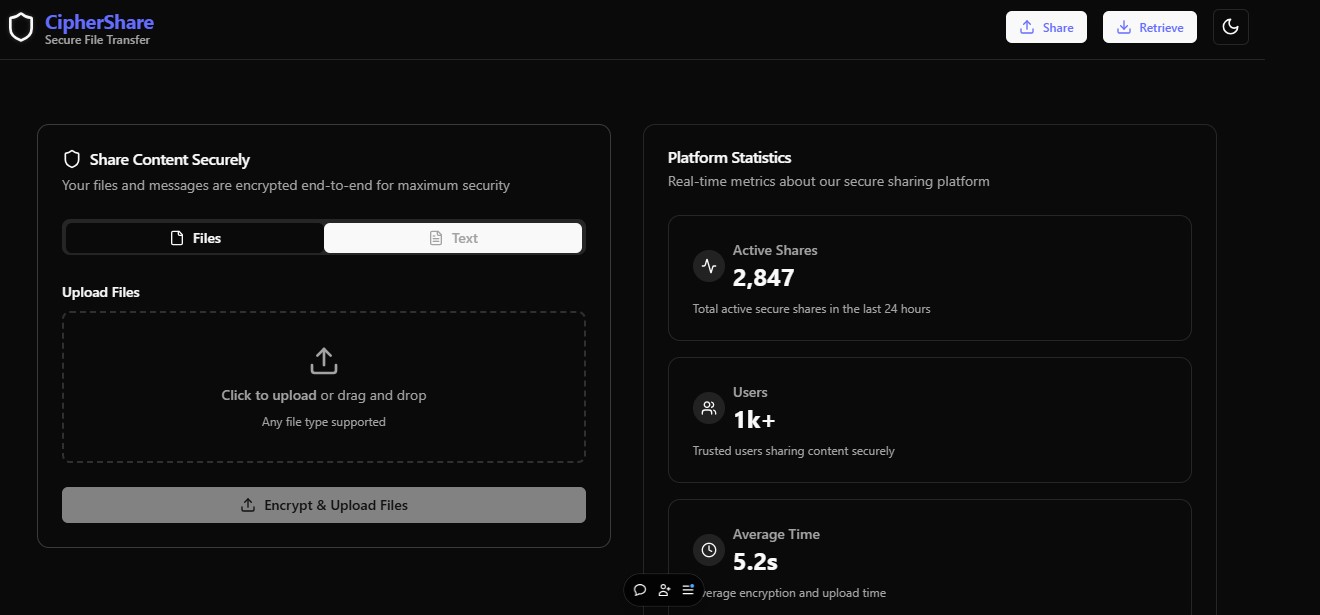 CipherShare
Secure File Transfer
Share
Retrieve
Share Content Securely
Your files and messages are encrypted end-to-end for maximum security
Files
Text
Upload Files
Click to upload or drag and drop
Any file type supported
Encrypt & Upload Files
Platform Statistics
Real-time metrics about our secure sharing platform
Active Shares
2,847
Total active secure shares in the last 24 hours
Users
1k+
Trusted users sharing content securely
Average Time
5.2s
verage encryption and upload time